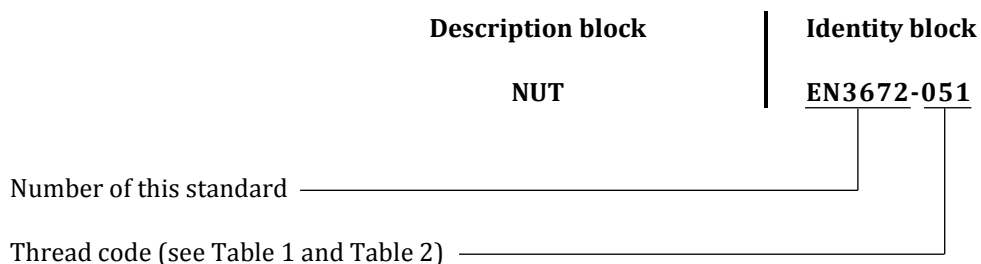 Description block Identity block
NUT EN3672-051
Number of this standard
Thread code (see Table 1 and Table 2)